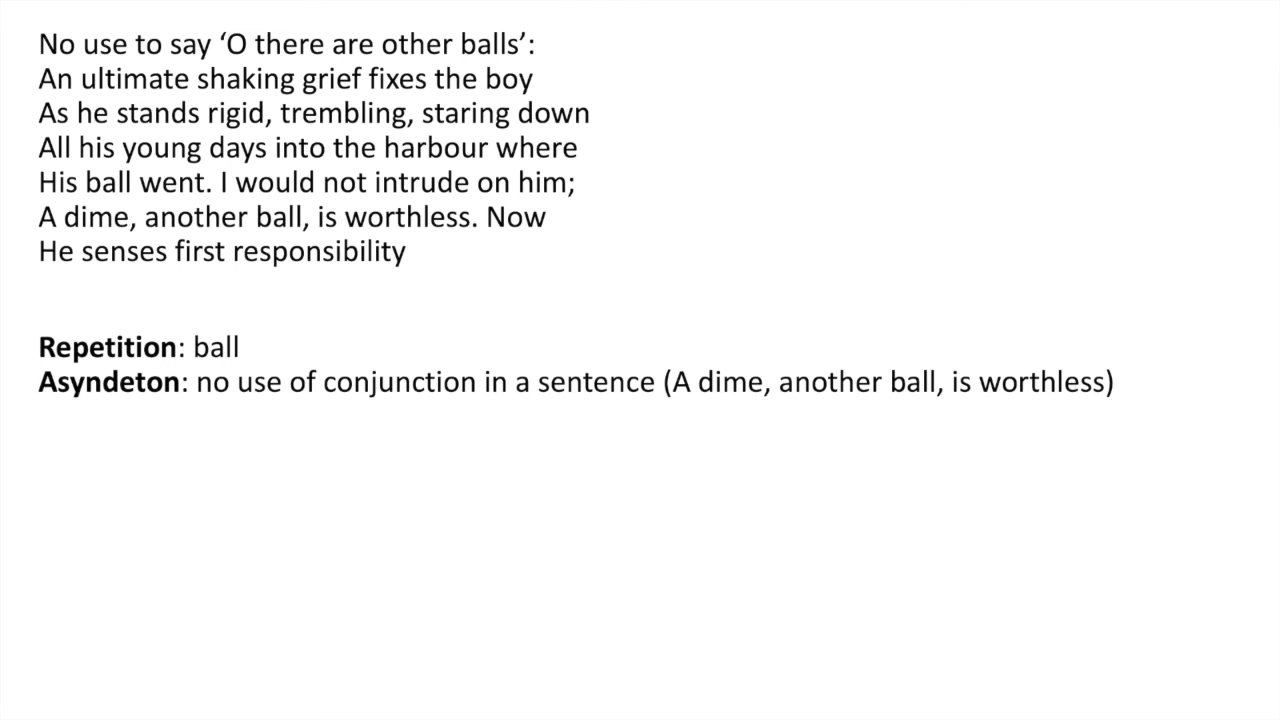 No use to say ‘O there are other balls’:
An ultimate shaking grief fixes the boy
As he stands rigid, trembling, staring down
All his young days into the harbour where
His ball went. I would not intrude on him;
A dime, another ball, is worthless. Now
He senses first responsibility
Repetition: ball
Asyndeton: no use of conjunction in a sentence (A dime, another ball, is worthless)